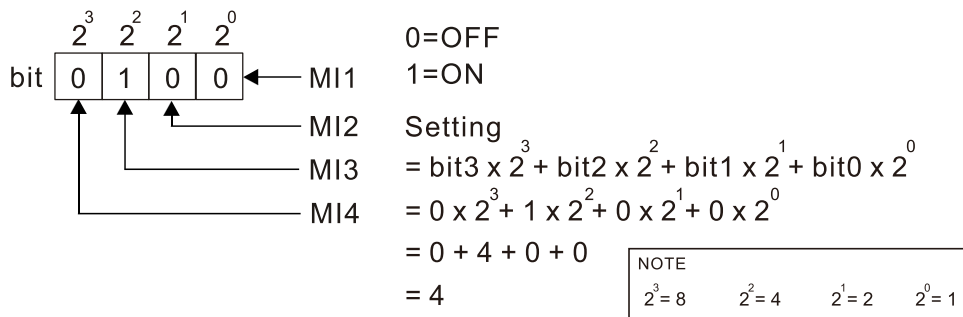 2³ 2² 2¹ 2⁰
bit 0 1 0 0 MI1
MI2
MI3
MI4
0=OFF
1=ON
Setting
= bit3 x 2³ + bit2 x 2² + bit1 x 2¹ + bit0 x 2⁰
= 0 x 2³ + 1 x 2² + 0 x 2¹ + 0 x 2⁰
= 0 + 4 + 0 + 0
= 4
NOTE
2³ = 8 2² = 4 2¹ = 2 2⁰ = 1